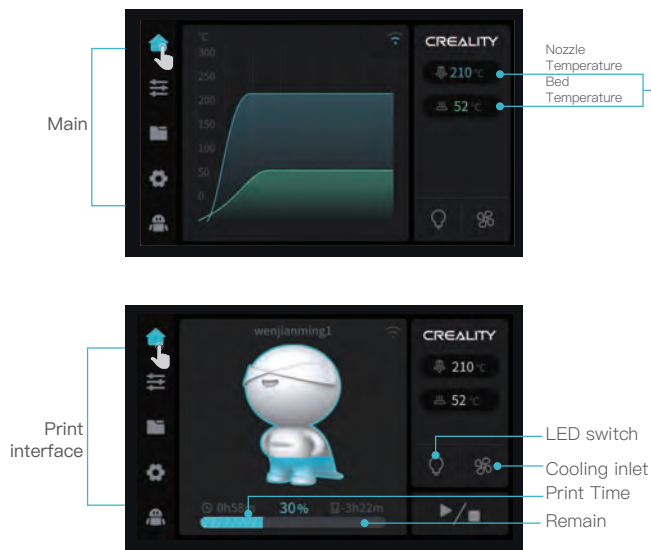 °C
300
250
200
150
100
50
0
CREALITY
210°C
52°C
Nozzle
Temperature
Bed
Temperature
Main
wenjianming1
CREALITY
210°C
52°C
0h58m
30%
-3h22m
Print
interface
LED switch
Cooling inlet
Print Time
Remain